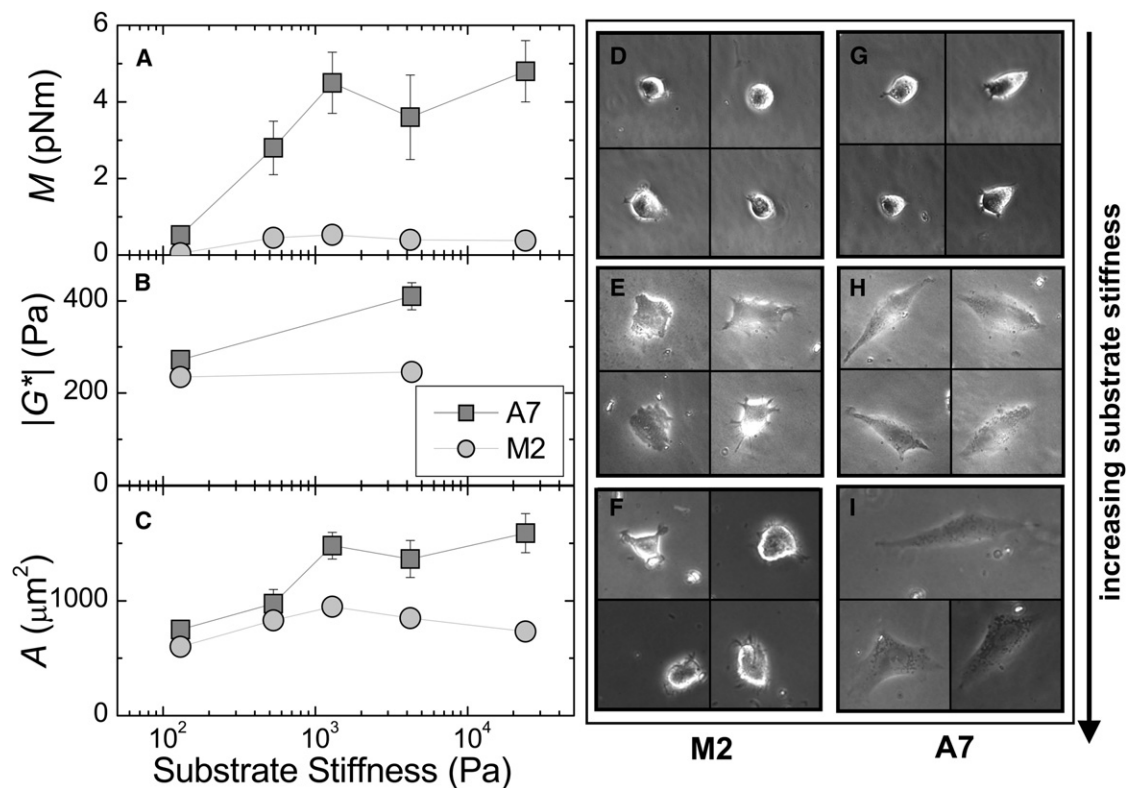 A
M (pNm)
6
4
2
0
B
|G*| (Pa)
400
200
0
A7
M2
C
A (μm²)
1000
0
10² 10³ 10⁴
Substrate Stiffness (Pa)
D
G
E
H
F
I
M2
A7
increasing substrate stiffness